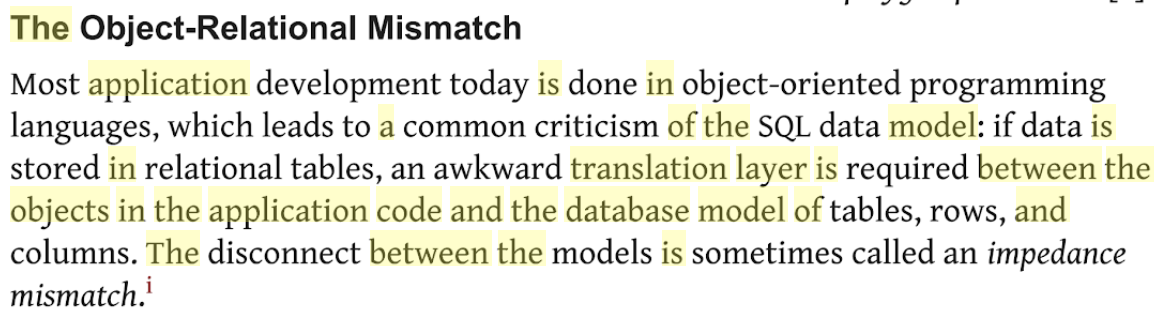 The Object-Relational Mismatch
Most application development today is done in object-oriented programming
languages, which leads to a common criticism of the SQL data model: if data is
stored in relational tables, an awkward translation layer is required between the
objects in the application code and the database model of tables, rows, and
columns. The disconnect between the models is sometimes called an impedance
mismatch.i